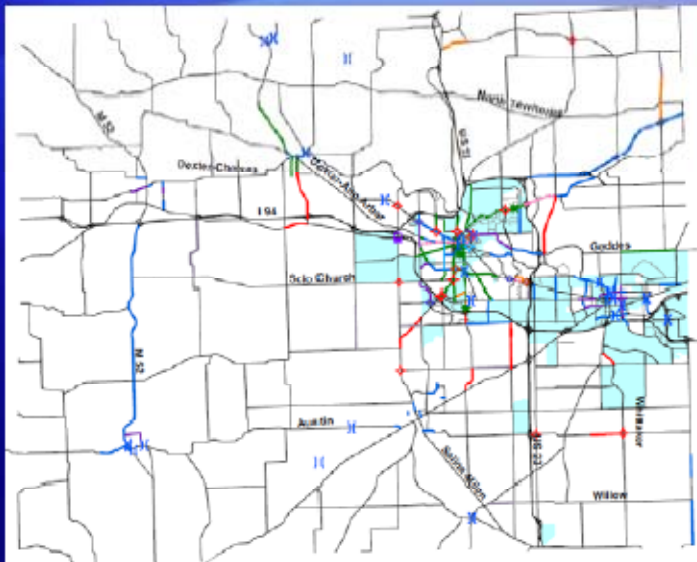 North Territorial
M 52
US 23
Dexter-Chelsea
Dexter-Ann Arbor
I 94
Geddes
Scio Church
M 52
Austin
Saline Milan
US 23
Whittaker
Willow